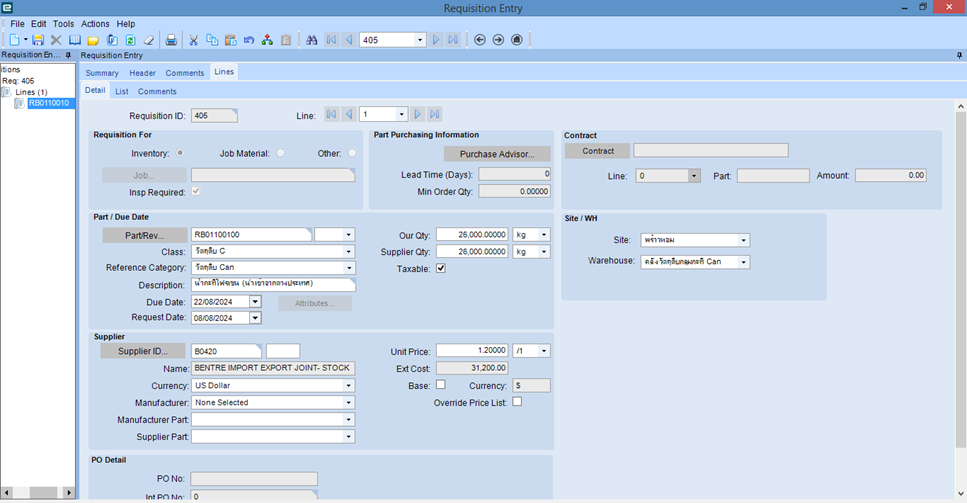 Requisition Entry
File Edit Tools Actions Help
405
Requisition En...
Requisition Entry
itions
Req: 405
Lines (1)
RB0110010
Summary Header Comments Lines
Detail List Comments
Requisition ID: 405 Line: 1
Requisition For
Inventory: Job Material: Other:
Job...
Insp Required:
Part Purchasing Information
Purchase Advisor...
Lead Time (Days): 0
Min Order Qty: 0.00000
Contract
Contract
Line: 0 Part: Amount: 0.00
Part / Due Date
Part/Rev... RB01100100
Class: วัตถุดิบ C
Reference Category: วัตถุดิบ Can
Description: น้ำกะทิโฟรเซน (นำเข้าจากต่างประเทศ)
Due Date: 22/08/2024 Attributes...
Request Date: 08/08/2024
Our Qty: 26,000.00000 kg
Supplier Qty: 26,000.00000 kg
Taxable:
Site / WH
Site: พร้าวหอม
Warehouse: คลังวัตถุดิบกลุ่มกะทิ Can
Supplier
Supplier ID... B0420
Name: BENTRE IMPORT EXPORT JOINT- STOCK
Currency: US Dollar
Manufacturer: None Selected
Manufacturer Part:
Supplier Part:
Unit Price: 1.20000 /1
Ext Cost: 31,200.00
Base: Currency: $
Override Price List:
PO Detail
PO No:
Int PO No: 0